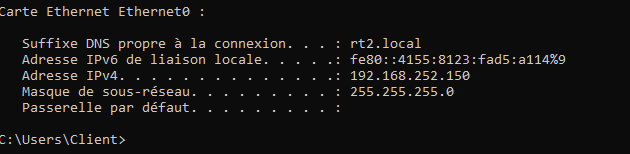 Carte Ethernet Ethernet0 :
Suffixe DNS propre à la connexion. . . : rt2.local
Adresse IPv6 de liaison locale. . . . .: fe80::4155:8123:fad5:a114%9
Adresse IPv4. . . . . . . . . . . . . .: 192.168.252.150
Masque de sous-réseau. . . . . . . . . : 255.255.255.0
Passerelle par défaut. . . . . . . . . :
C:\Users\Client>